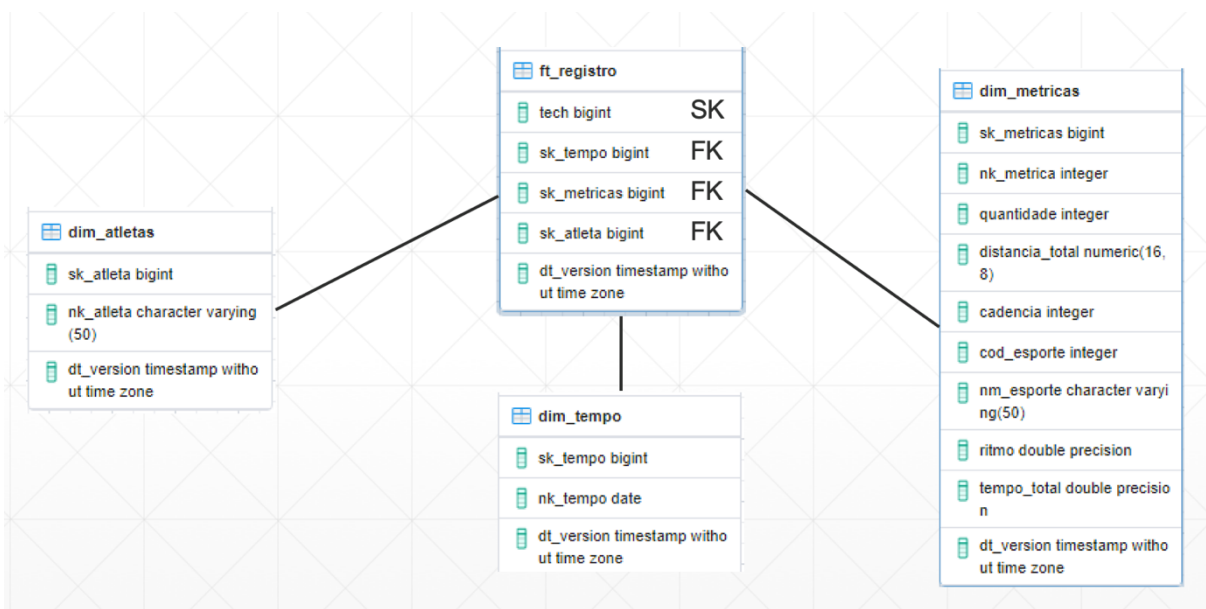 ft_registro
tech bigint SK
sk_tempo bigint FK
sk_metricas bigint FK
sk_atleta bigint FK
dt_version timestamp witho
ut time zone
dim_metricas
sk_metricas bigint
nk_metrica integer
quantidade integer
distancia_total numeric(16,
8)
cadencia integer
cod_esporte integer
nm_esporte character varyi
ng(50)
ritmo double precision
tempo_total double precisio
n
dt_version timestamp witho
ut time zone
dim_atletas
sk_atleta bigint
nk_atleta character varying
(50)
dt_version timestamp witho
ut time zone
dim_tempo
sk_tempo bigint
nk_tempo date
dt_version timestamp witho
ut time zone